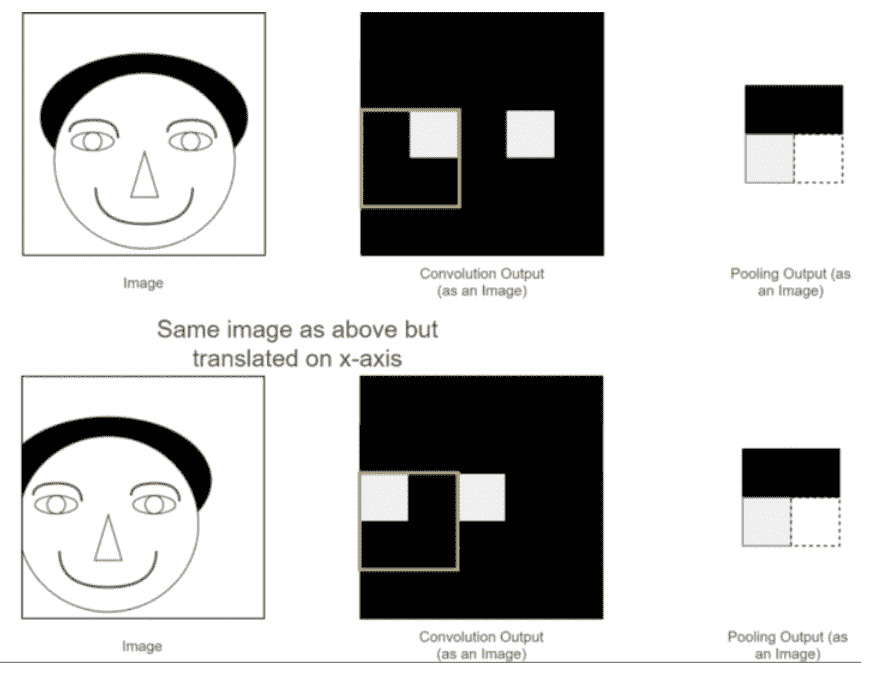 Image
Convolution Output
(as an Image)
Pooling Output (as
an Image)
Same image as above but
translated on x-axis
Image
Convolution Output
(as an Image)
Pooling Output (as
an Image)